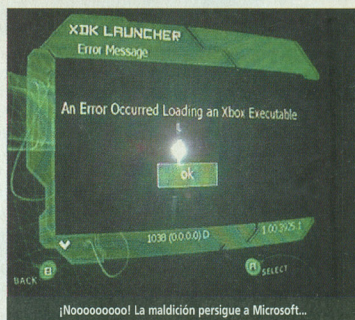 XDK LAUNCHER
Error Message
An Error Occurred Loading an Xbox Executable
ok
1038 (0.0.0.0) D
1.00.3925.1
BACK B
A SELECT
¡Nooooooooo! La maldición persigue a Microsoft...